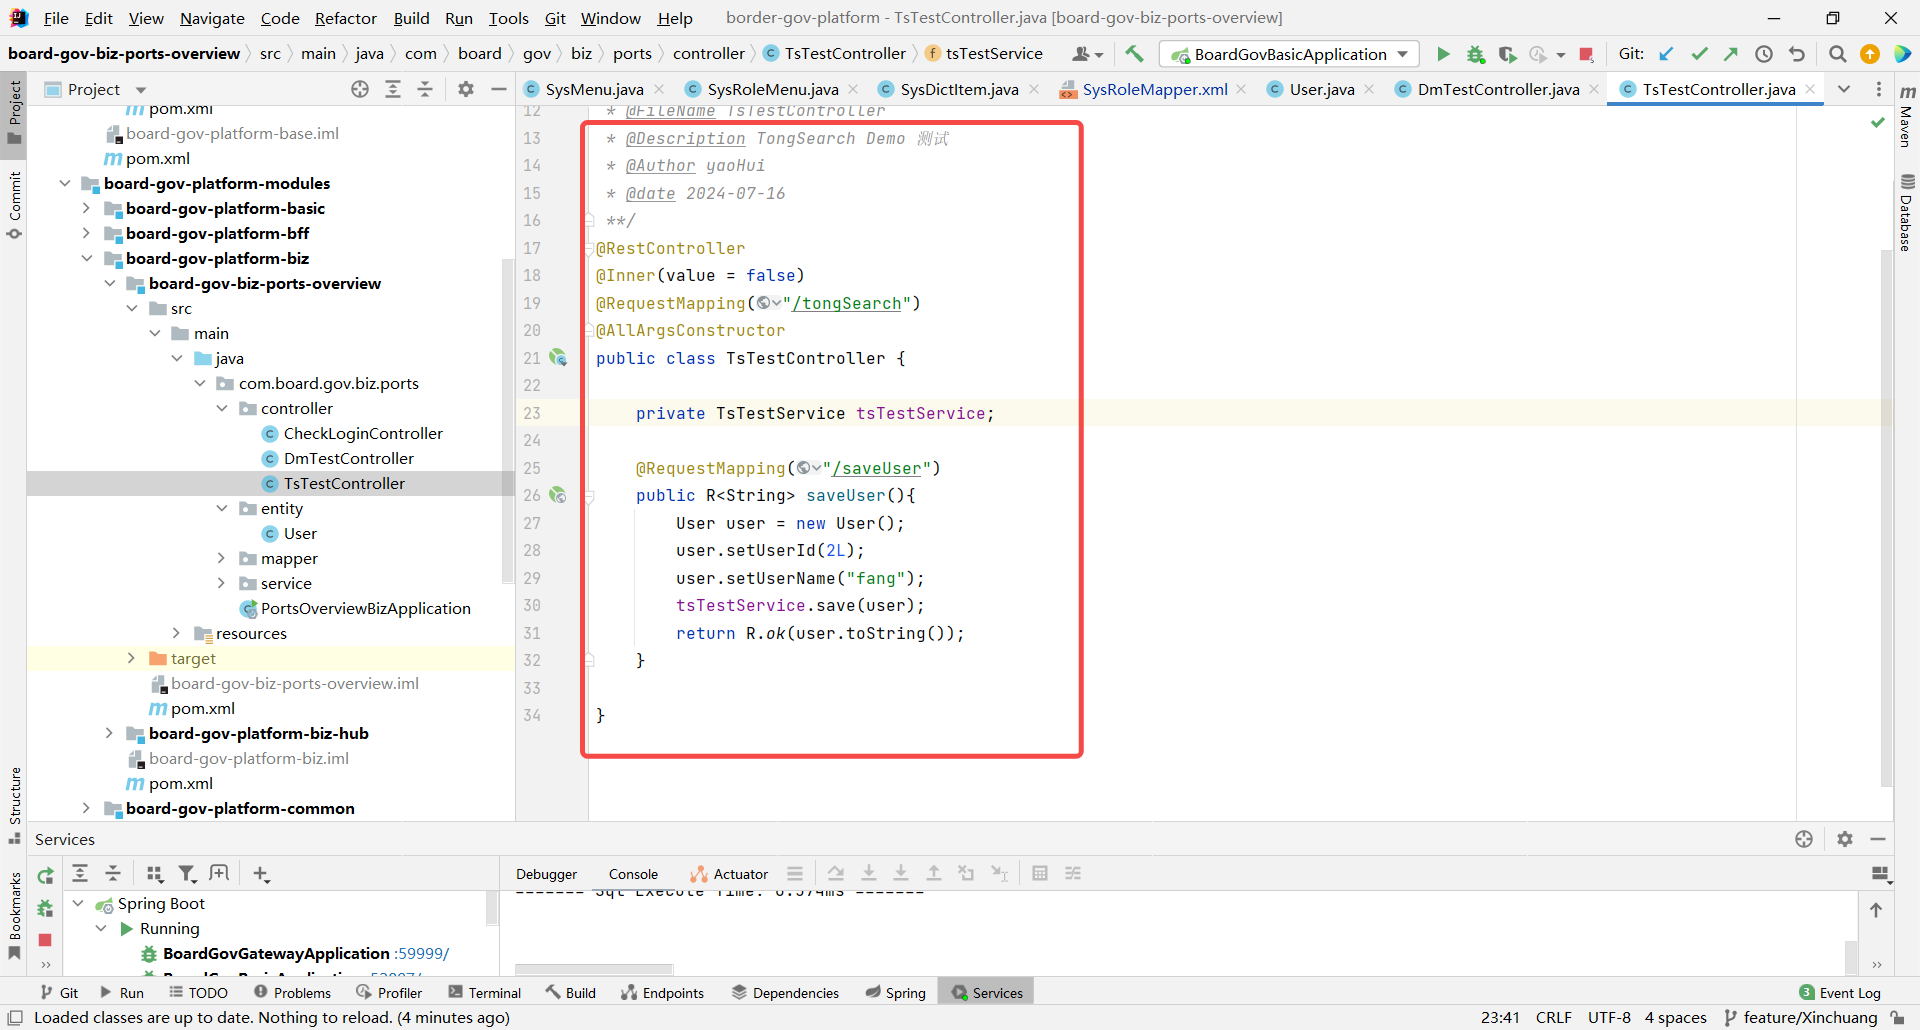 File Edit View Navigate Code Refactor Build Run Tools Git Window Help border-gov-platform - TsTestController.java [board-gov-biz-ports-overview]
board-gov-biz-ports-overview src main java com board gov biz ports controller TsTestController tsTestService BoardGovBasicApplication Git:
Project
SysMenu.java SysRoleMenu.java SysDictItem.java SysRoleMapper.xml User.java DmTestController.java TsTestController.java
Project
Commit
Structure
Bookmarks
Maven
Database
pom.xml
board-gov-platform-base.iml
pom.xml
board-gov-platform-modules
board-gov-platform-basic
board-gov-platform-bff
board-gov-platform-biz
board-gov-biz-ports-overview
src
main
java
com.board.gov.biz.ports
controller
CheckLoginController
DmTestController
TsTestController
entity
User
mapper
service
PortsOverviewBizApplication
resources
target
board-gov-biz-ports-overview.iml
pom.xml
board-gov-platform-biz-hub
board-gov-platform-biz.iml
pom.xml
board-gov-platform-common
12 * @FileName TsTestController
13 * @Description TongSearch Demo 测试
14 * @Author yaoHui
15 * @date 2024-07-16
16 **/
17 @RestController
18 @Inner(value = false)
19 @RequestMapping("/tongSearch")
20 @AllArgsConstructor
21 public class TsTestController {
22
23 private TsTestService tsTestService;
24
25 @RequestMapping("/saveUser")
26 public R<String> saveUser(){
27 User user = new User();
28 user.setUserId(2L);
29 user.setUserName("fang");
30 tsTestService.save(user);
31 return R.ok(user.toString());
32 }
33
34 }
Services
Debugger Console Actuator
Spring Boot
Running
BoardGovGatewayApplication :59999/
======= Sql Execute Time: 0.574ms =======
Git Run TODO Problems Profiler Terminal Build Endpoints Dependencies Spring Services 3 Event Log
Loaded classes are up to date. Nothing to reload. (4 minutes ago) 23:41 CRLF UTF-8 4 spaces feature/Xinchuang